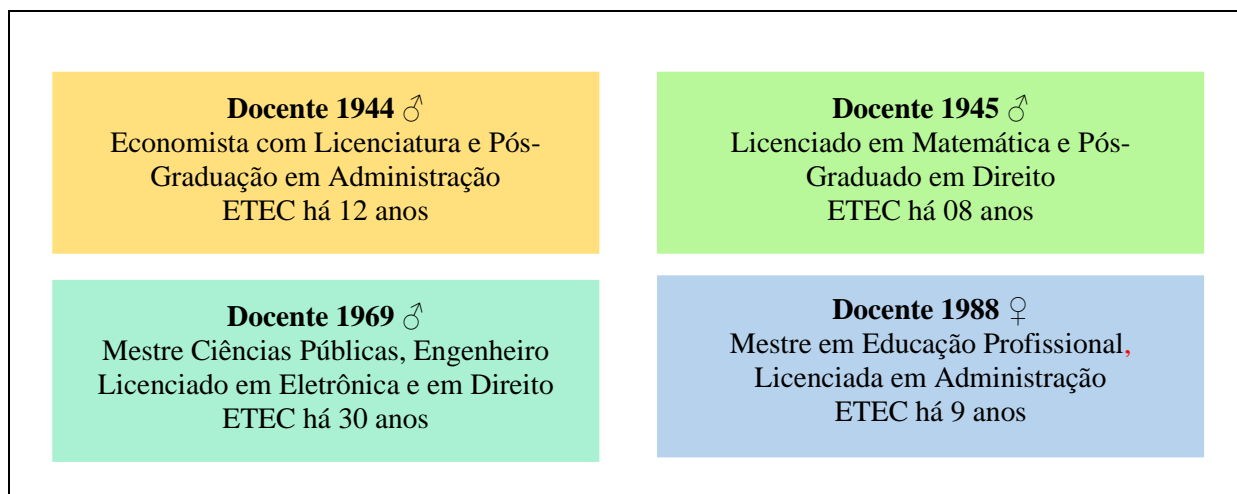 Docente 1944 ♂
Economista com Licenciatura e Pós-
Graduação em Administração
ETEC há 12 anos
Docente 1945 ♂
Licenciado em Matemática e Pós-
Graduado em Direito
ETEC há 08 anos
Docente 1969 ♂
Mestre Ciências Públicas, Engenheiro
Licenciado em Eletrônica e em Direito
ETEC há 30 anos
Docente 1988 ♀
Mestre em Educação Profissional,
Licenciada em Administração
ETEC há 9 anos